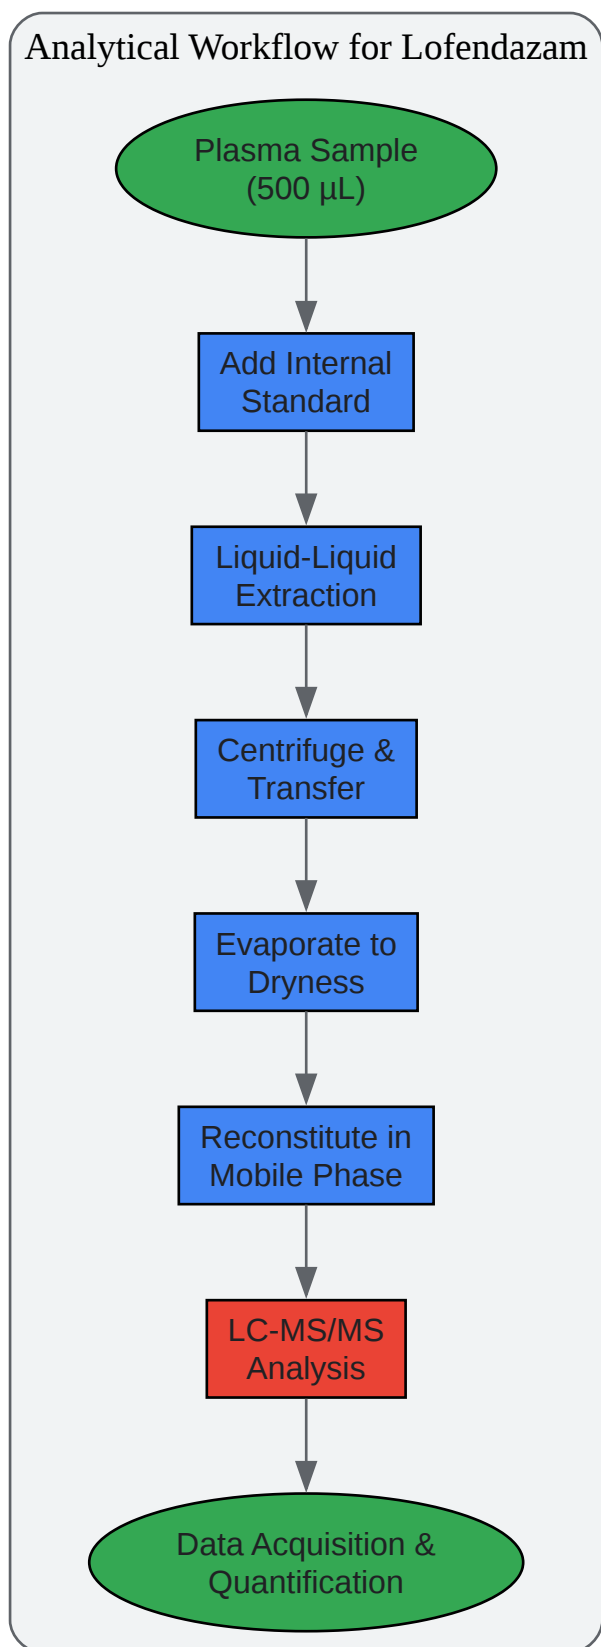 Analytical Workflow for Lofendazam
Plasma Sample
(500 µL)
Add Internal
Standard
Liquid-Liquid
Extraction
Centrifuge &
Transfer
Evaporate to
Dryness
Reconstitute in
Mobile Phase
LC-MS/MS
Analysis
Data Acquisition &
Quantification